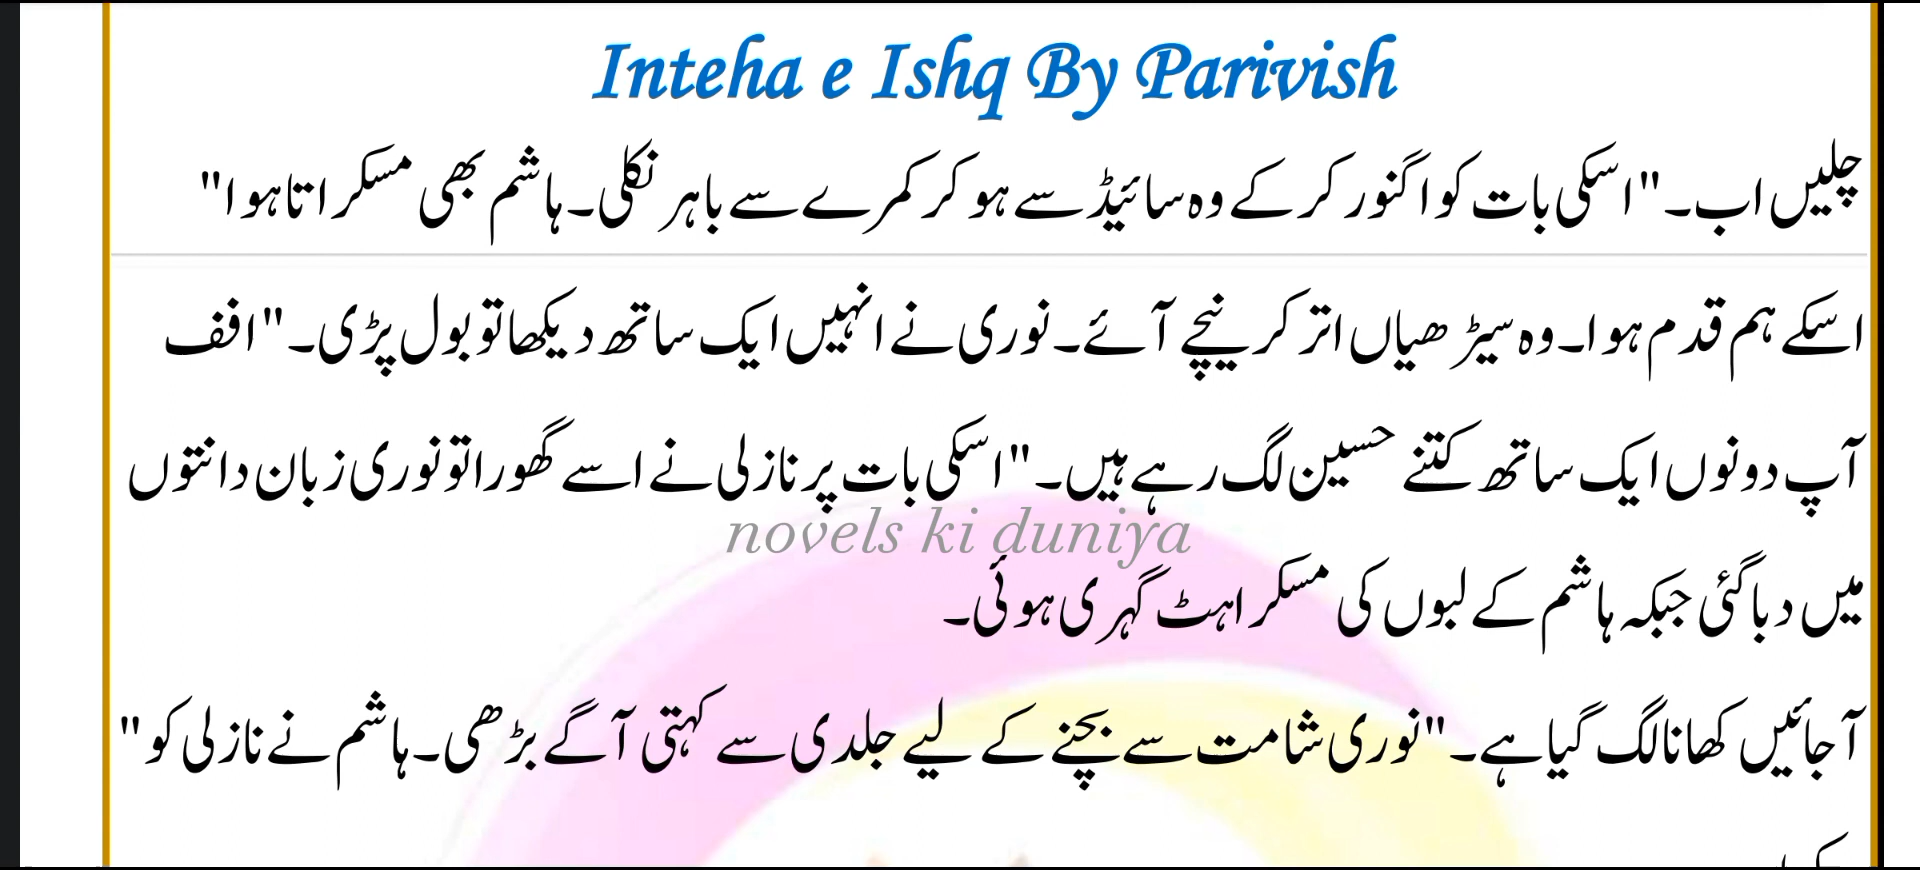 Inteha e Ishq By Parivish
چلیں اب۔"اسکی بات کو اگنور کر کے وہ سائیڈ سے ہو کر کمرے سے باہر نکلی۔ ہاشم بھی مسکراتا ہوا"
اسکے ہم قدم ہوا۔ وہ سیڑھیاں اتر کر نیچے آئے۔ نوری نے انہیں ایک ساتھ دیکھا تو بول پڑی۔ "افف
آپ دونوں ایک ساتھ کتنے حسین لگ رہے ہیں۔"اسکی بات پر نازلی نے اسے گھورا تو نوری زبان دانتوں
novels ki duniya
میں دبا گئی جبکہ ہاشم کے لبوں کی مسکراہٹ گہری ہوئی۔
آ جائیں کھانا لگ گیا ہے۔"نوری شامت سے بچنے کے لیے جلدی سے کہتی آگے بڑھی۔ ہاشم نے نازلی کو"